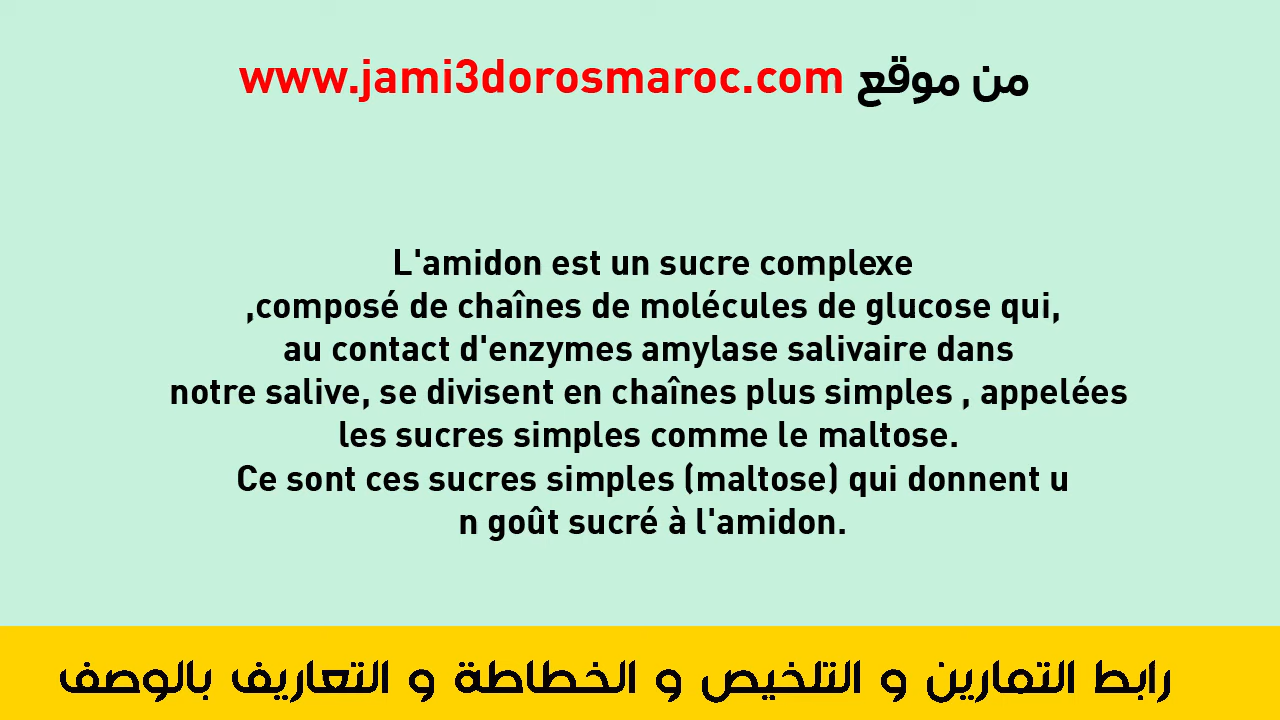 من موقع www.jami3dorosmaroc.com
L'amidon est un sucre complexe
,composé de chaînes de molécules de glucose qui,
au contact d'enzymes amylase salivaire dans
notre salive, se divisent en chaînes plus simples , appelées
les sucres simples comme le maltose.
Ce sont ces sucres simples (maltose) qui donnent u
n goût sucré à l'amidon.
رابط التمارين و التلخيص و الخطاطة و التعاريف بالوصف